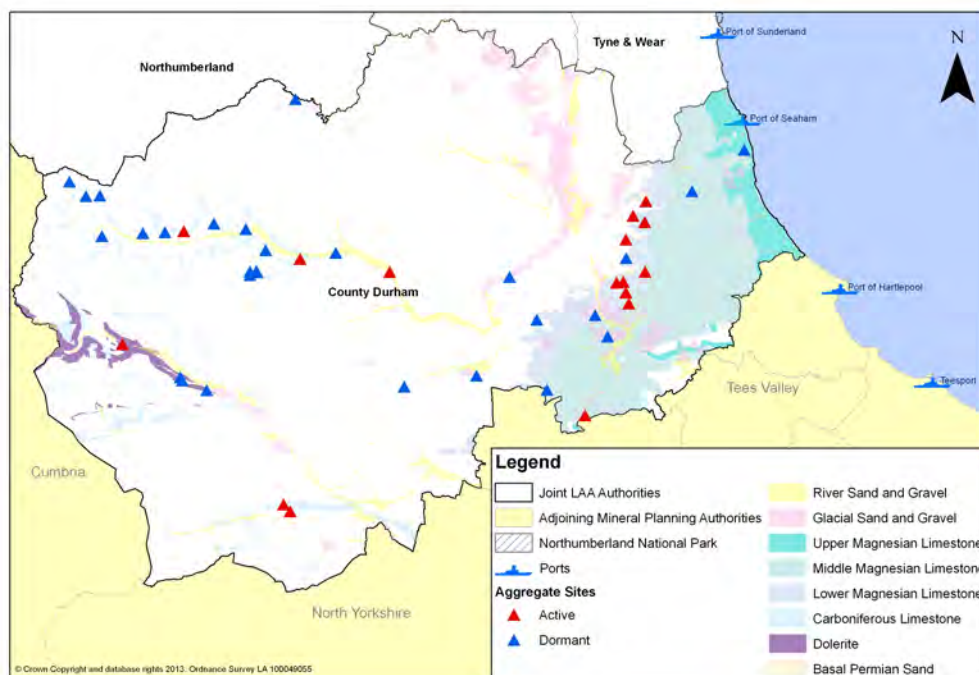 Tyne & Wear
Port of Sunderland
N
Northumberland
Port of Seaham
County Durham
Port of Hartlepool
Teesport
Tees Valley
Cumbria
North Yorkshire
Legend
Joint LAA Authorities
Adjoining Mineral Planning Authorities
Northumberland National Park
Ports
Aggregate Sites
Active
Dormant
River Sand and Gravel
Glacial Sand and Gravel
Upper Magnesian Limestone
Middle Magnesian Limestone
Lower Magnesian Limestone
Carboniferous Limestone
Dolerite
Basal Permian Sand
© Crown Copyright and database rights 2013. Ordnance Survey LA 100049055